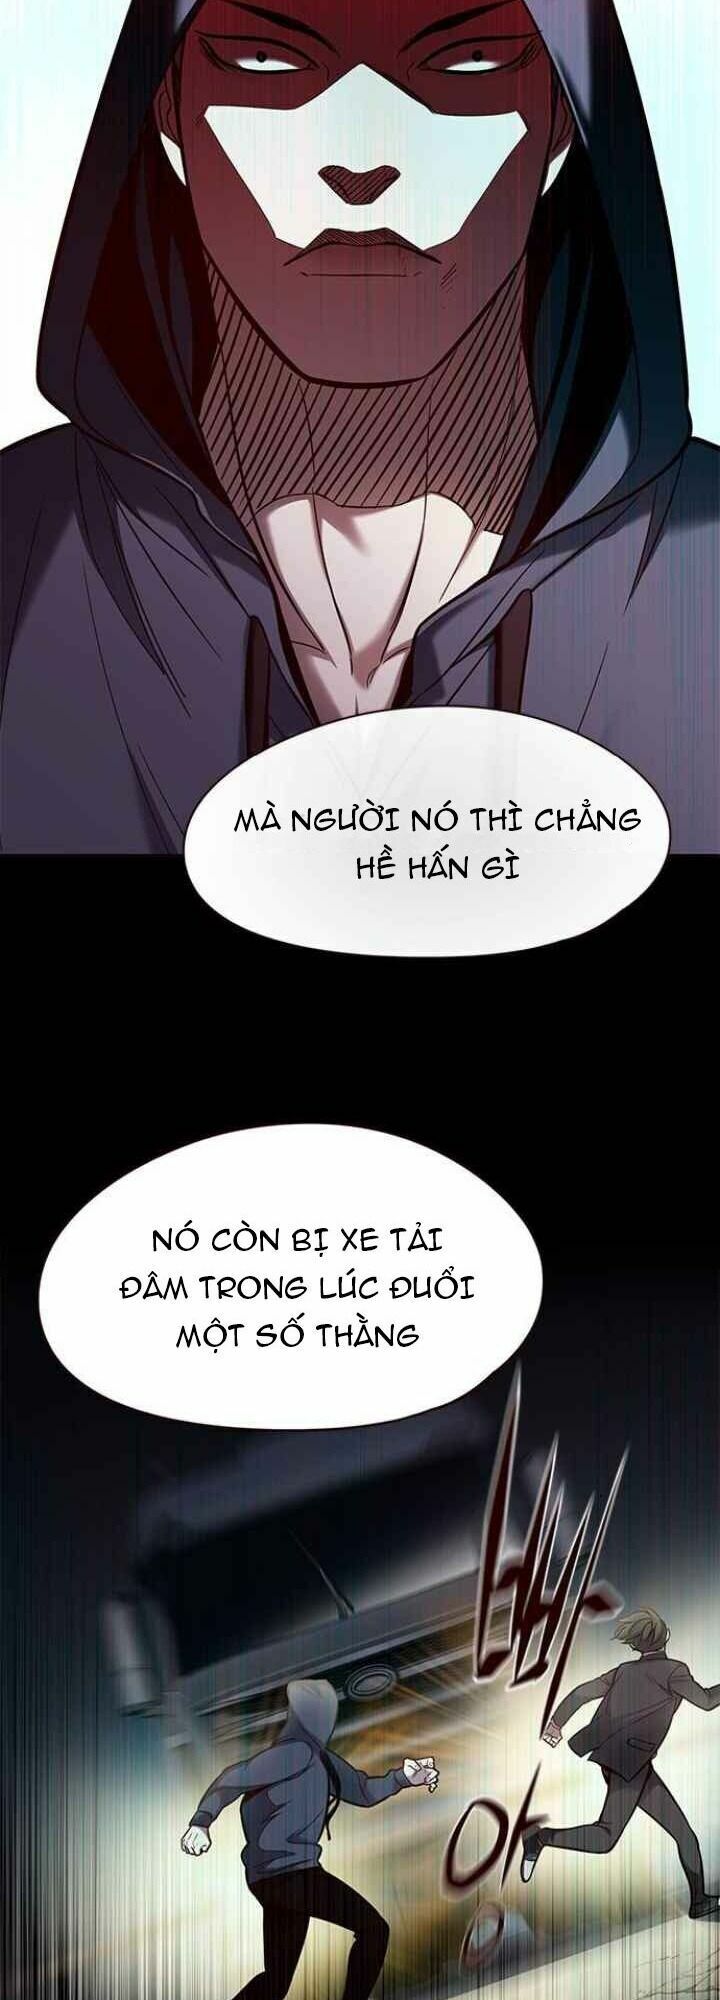 MÀ NGƯỜI NÓ THÌ CHẲNG
HỀ HẤN GÌ
NÓ CÒN BỊ XE TẢI
ĐÂM TRONG LÚC ĐUỔI
MỘT SỐ THẰNG